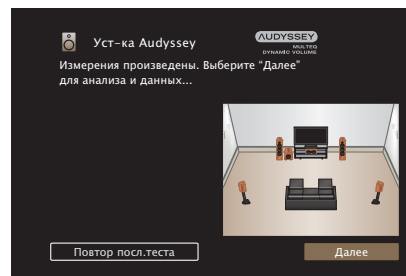 Уст-ка Audyssey
AUDYSSEY
MULTEQ
DYNAMIC VOLUME
Измерения произведены. Выберите “Далее”
для анализа и данных...
Повтор посл.теста
Далее